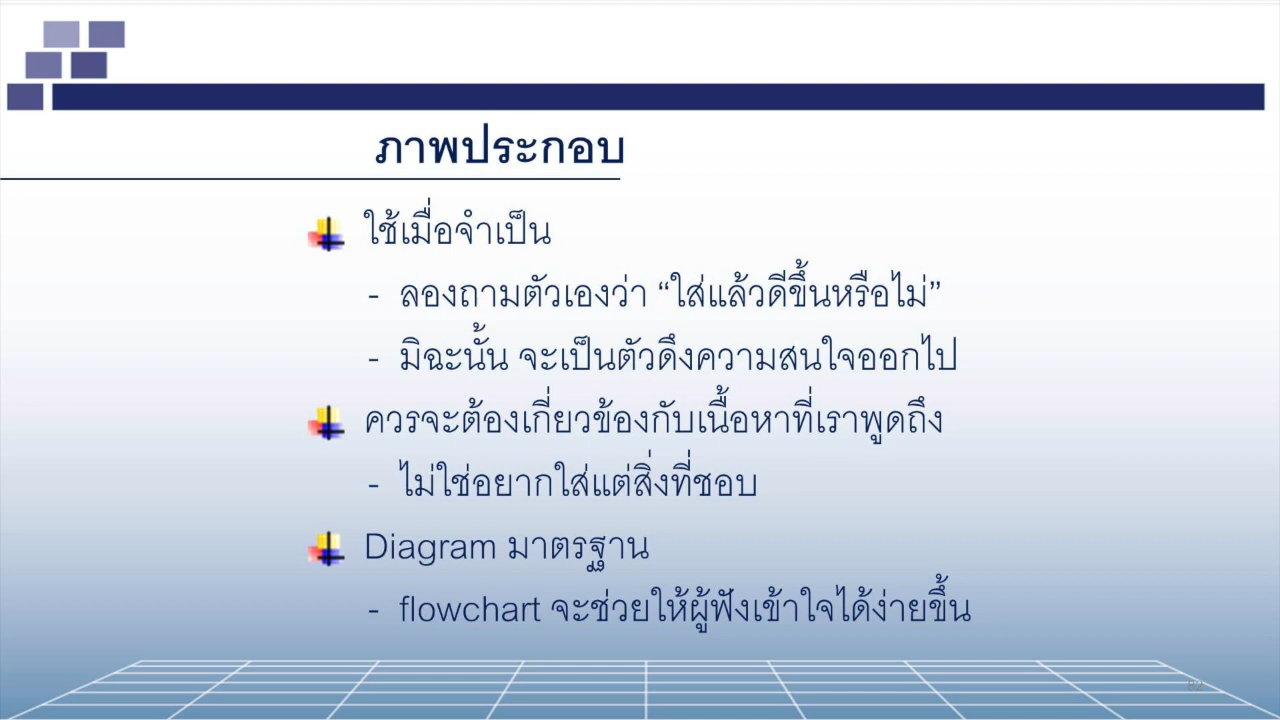 ภาพประกอบ
ใช้เมื่อจำเป็น
- ลองถามตัวเองว่า “ใส่แล้วดีขึ้นหรือไม่”
- มิฉะนั้น จะเป็นตัวดึงความสนใจออกไป
ควรจะต้องเกี่ยวข้องกับเนื้อหาที่เราพูดถึง
- ไม่ใช่อยากใส่แต่สิ่งที่ชอบ
Diagram มาตรฐาน
- flowchart จะช่วยให้ผู้ฟังเข้าใจได้ง่ายขึ้น